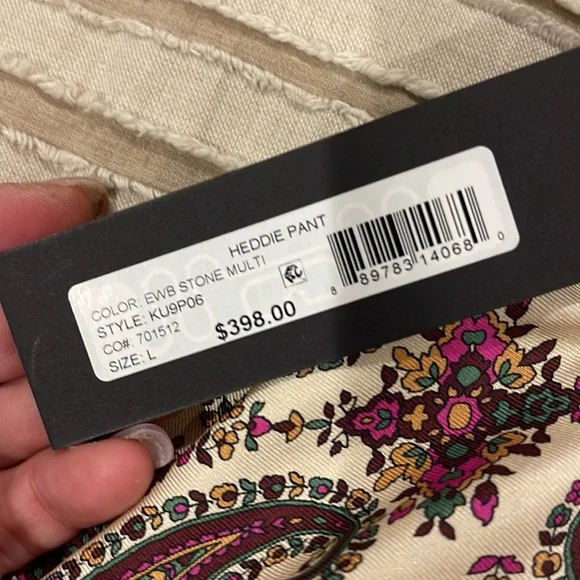 HEDDIE PANT
COLOR: EWB STONE MULTI
STYLE: KU9P06
CO#: 701512
SIZE: L
$398.00
8 89783 14068 0